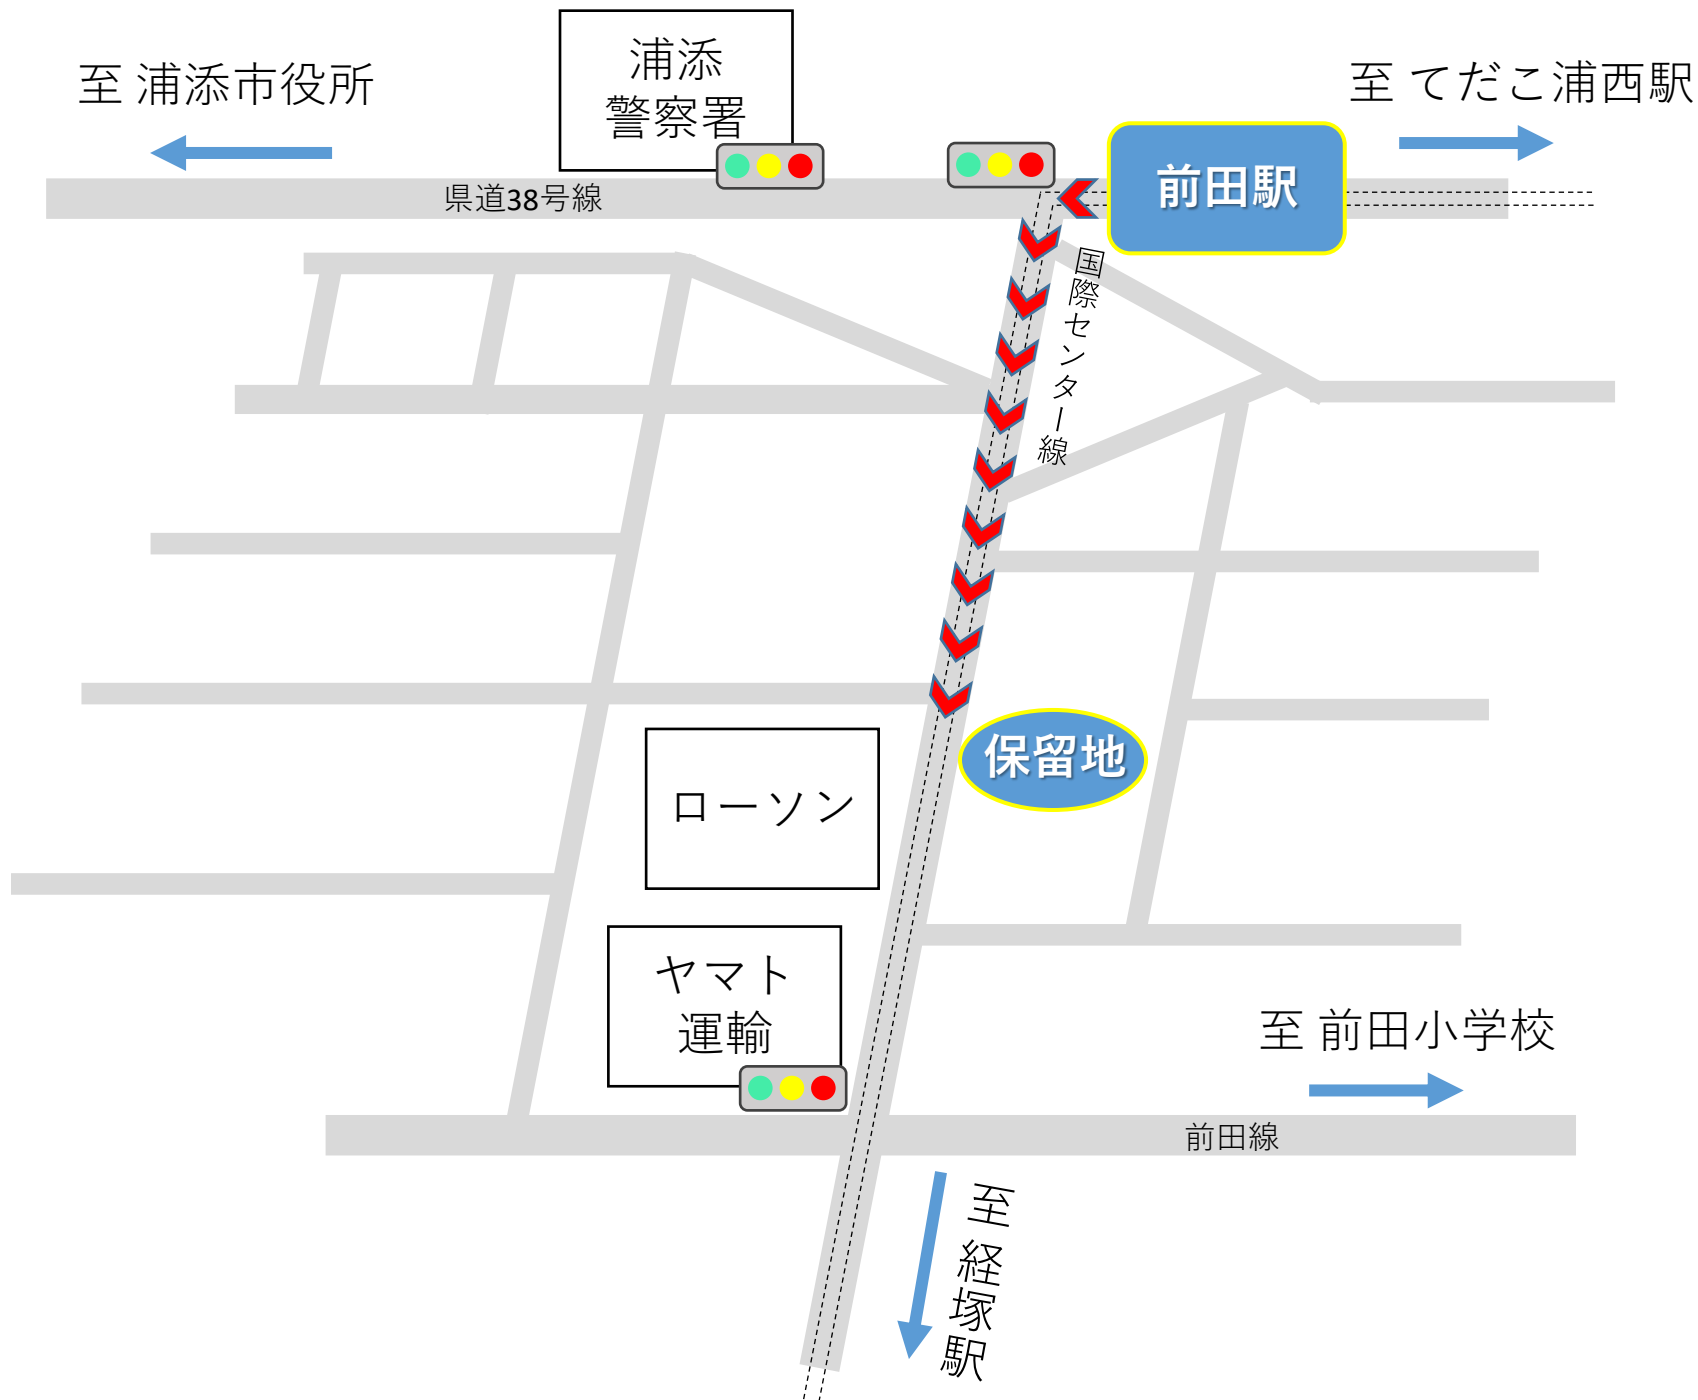 浦添
警察署
至 浦添市役所
至 てだこ浦西駅
前田駅
県道38号線
国際センター線
保留地
ローソン
ヤマト
運輸
至 前田小学校
前田線
至 経塚駅